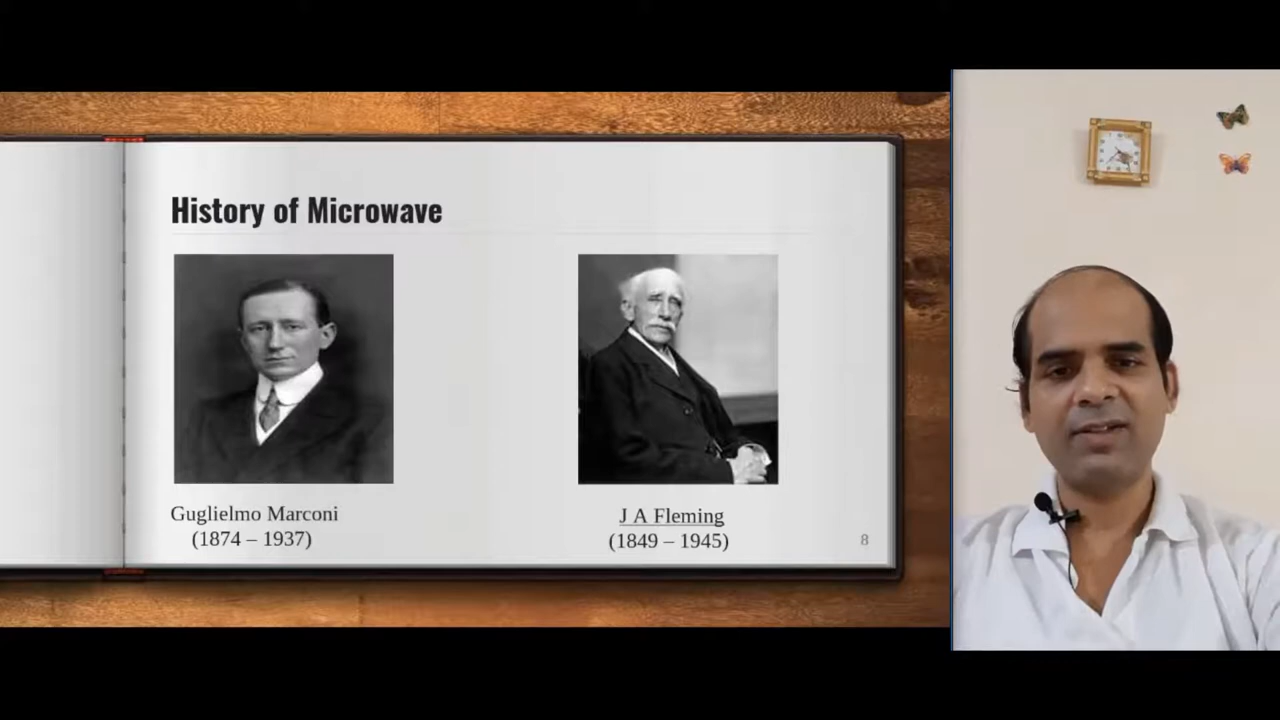 History of Microwave
Guglielmo Marconi
(1874 – 1937)
J A Fleming
(1849 – 1945)
8